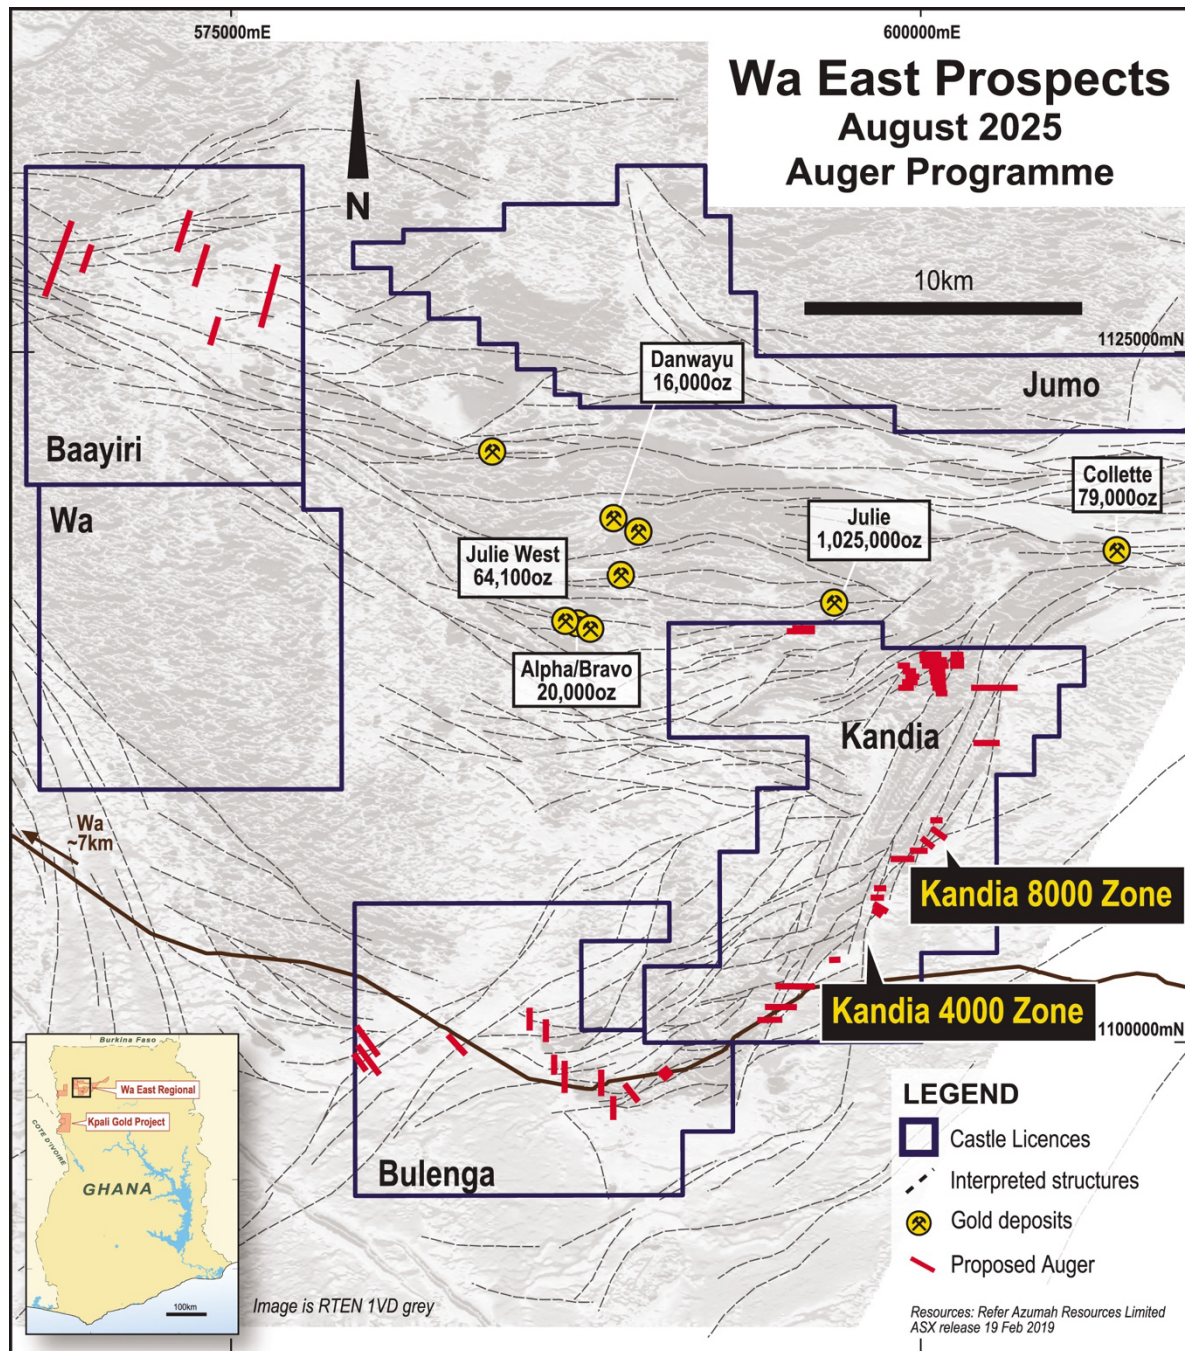 575000mE
600000mE
Wa East Prospects
August 2025
Auger Programme
N
10km
1125000mN
Danwayu
16,000oz
Jumo
Baayiri
Collette
79,000oz
Wa
Julie
1,025,000oz
Julie West
64,100oz
Alpha/Bravo
20,000oz
Kandia
Wa
~7km
Kandia 8000 Zone
Kandia 4000 Zone
1100000mN
Burkina Faso
Wa East Regional
Kpali Gold Project
COTE D'IVOIRE
GHANA
100km
Bulenga
Image is RTEN 1VD grey
LEGEND
Castle Licences
Interpreted structures
Gold deposits
Proposed Auger
Resources: Refer Azumah Resources Limited
ASX release 19 Feb 2019